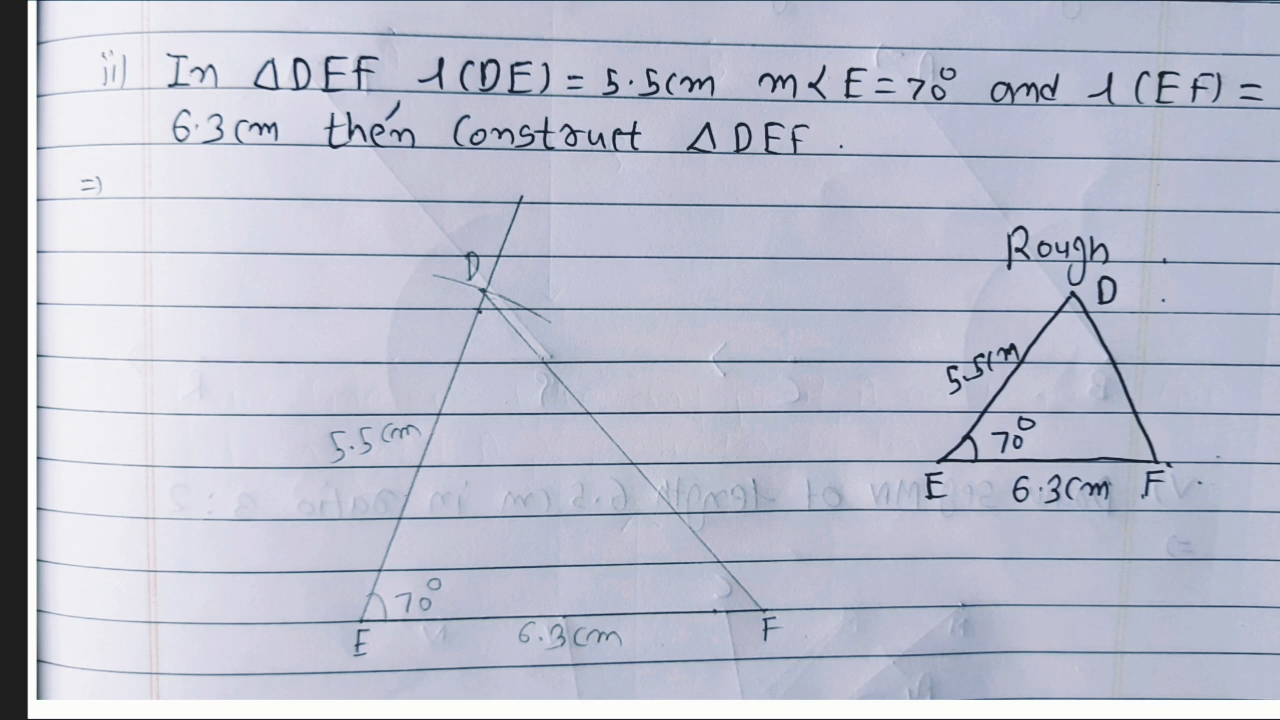 ii) In ΔDEF l(DE) = 5.5cm m∠E = 70° and l(EF) =
6.3cm then construct ΔDEF.
=)
Rough
D
D
5.5cm
5.5cm
70°
E 6.3cm F
70°
E 6.3cm F